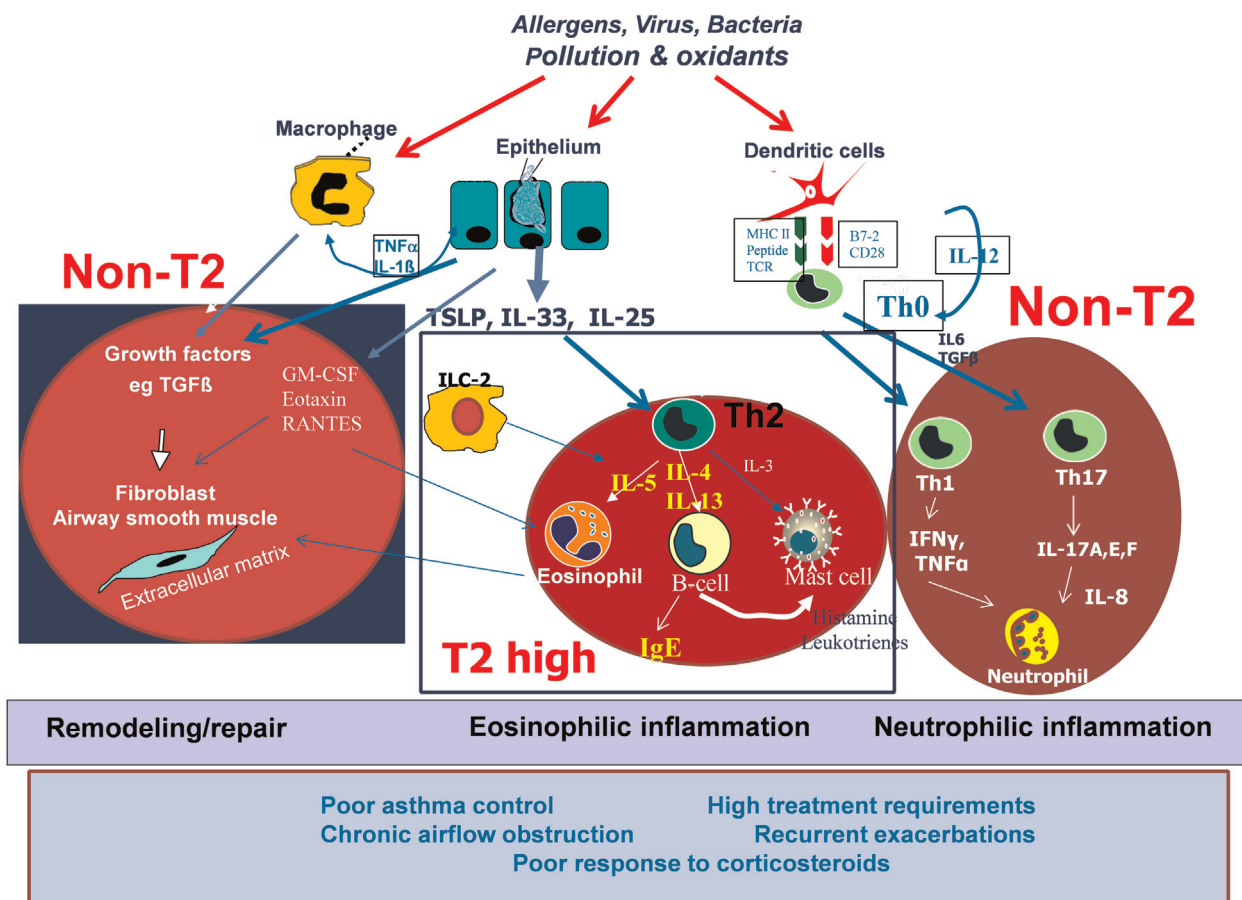 Allergens, Virus, Bacteria
Pollution & oxidants
Macrophage
Epithelium
Dendritic cells
TNFα
IL-1ß
MHC II
Peptide
TCR
B7-2
CD28
IL-12
Th0
IL6
TGFß
Non-T2
Non-T2
TSLP, IL-33, IL-25
Growth factors
eg TGFß
GM-CSF
Eotaxin
RANTES
Fibroblast
Airway smooth muscle
Extracellular matrix
ILC-2
Th2
IL-5
IL-4
IL-13
IL-3
Eosinophil
B-cell
Mast cell
IgE
Histamine
Leukotrienes
T2 high
Th1
Th17
IFNγ,
TNFα
IL-17A,E,F
IL-8
Neutrophil
Remodeling/repair
Eosinophilic inflammation
Neutrophilic inflammation
Poor asthma control
High treatment requirements
Chronic airflow obstruction
Recurrent exacerbations
Poor response to corticosteroids